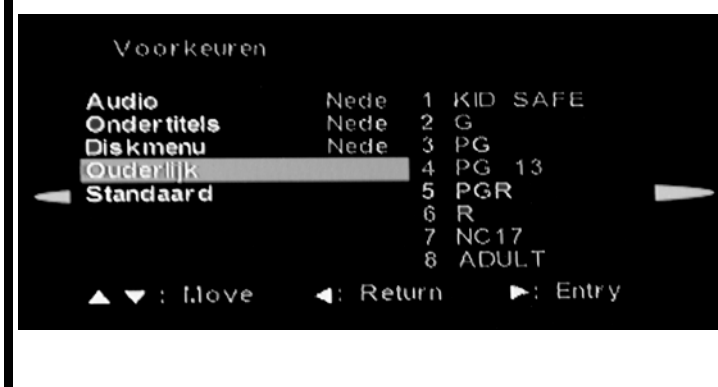 Voorkeuren
Audio Nede 1 KID SAFE
Ondertitels Nede 2 G
Diskmenu Nede 3 PG
Ouderlijk 4 PG 13
Standaard 5 PGR
6 R
7 NC17
8 ADULT
▲ ▼ : Move ◀: Return ▶: Entry